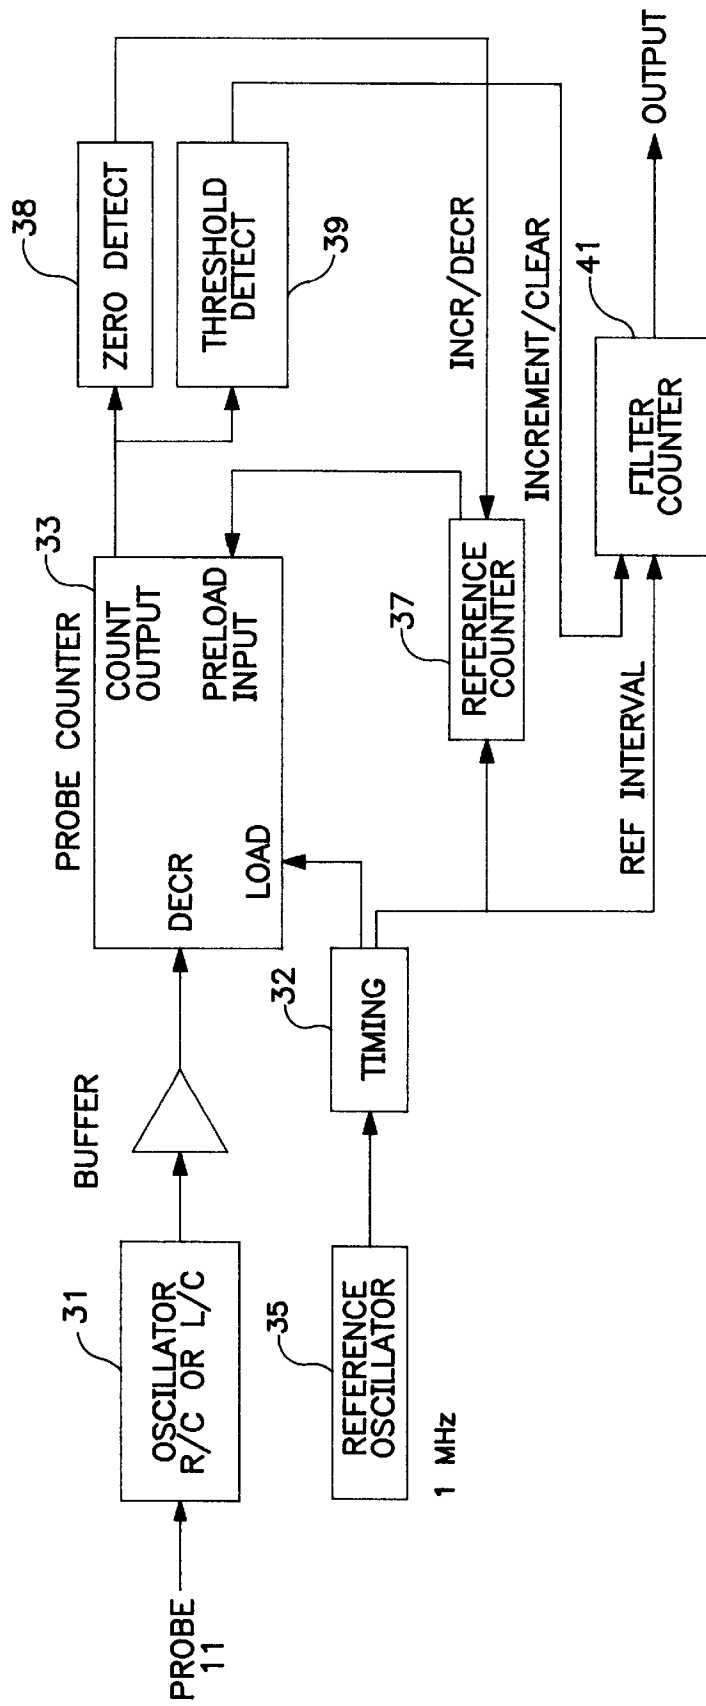 PROBE
11
31
OSCILLATOR
R/C OR L/C
BUFFER
PROBE COUNTER
33
DECR
LOAD
COUNT
OUTPUT
PRELOAD
INPUT
38
ZERO DETECT
THRESHOLD
DETECT
39
35
REFERENCE
OSCILLATOR
1 MHz
32
TIMING
37
REFERENCE
COUNTER
INCR/DECR
INCREMENT/CLEAR
REF INTERVAL
41
FILTER
COUNTER
OUTPUT